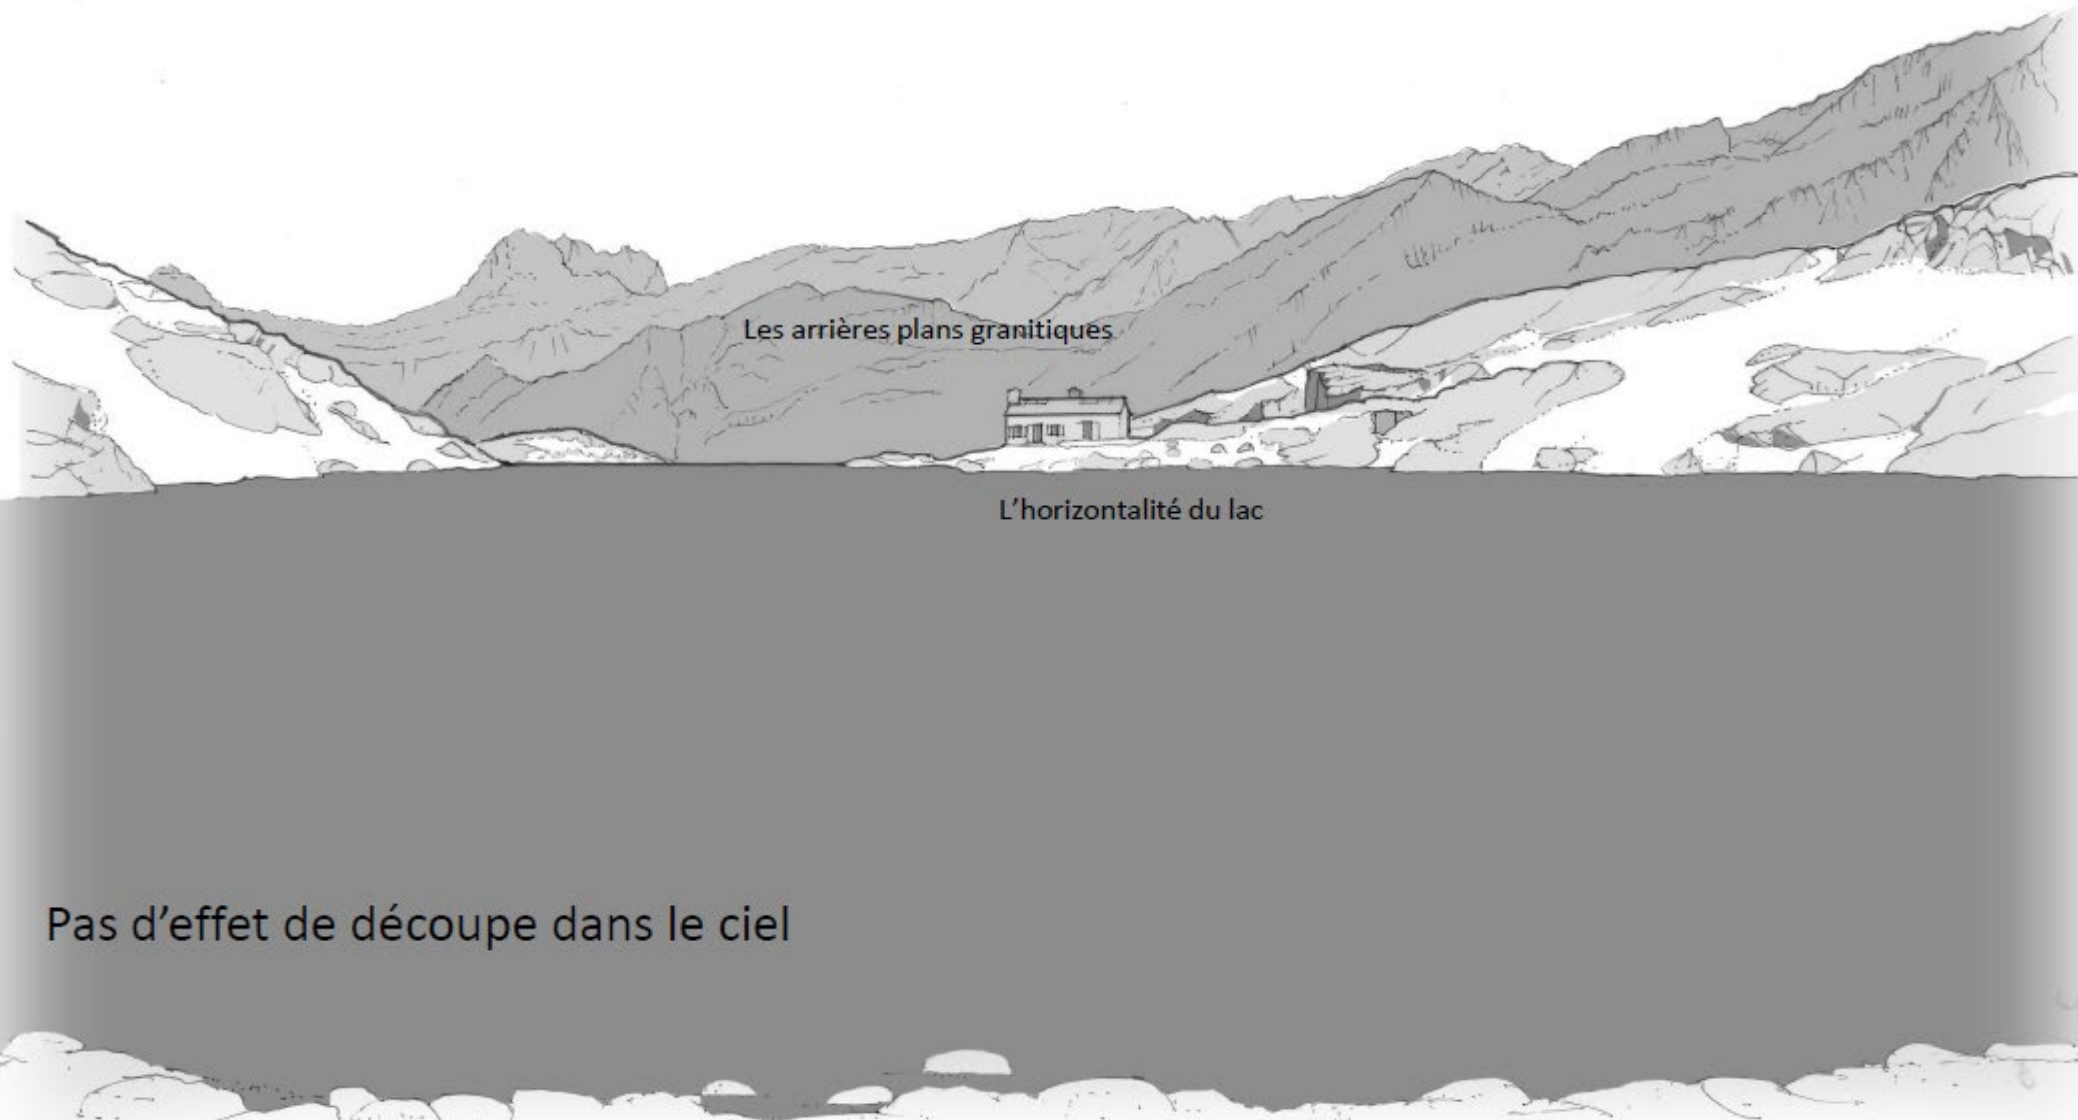 Les arrières plans granitiques
L’horizontalité du lac
Pas d’effet de découpe dans le ciel